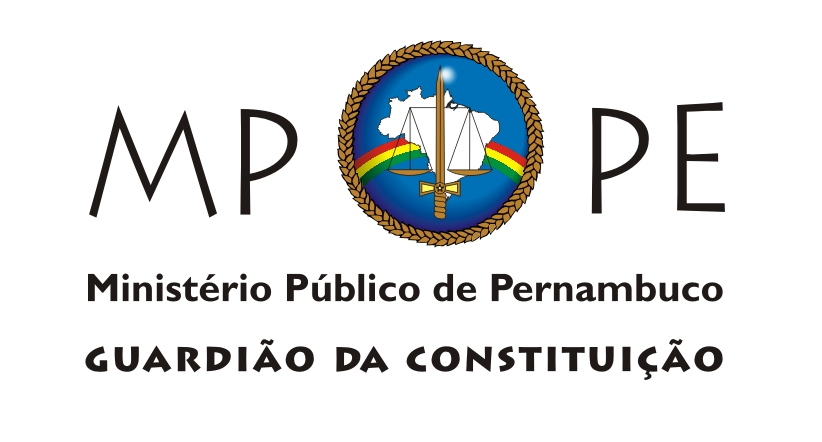 MP PE
Ministério Público de Pernambuco
GUARDIÃO DA CONSTITUIÇÃO